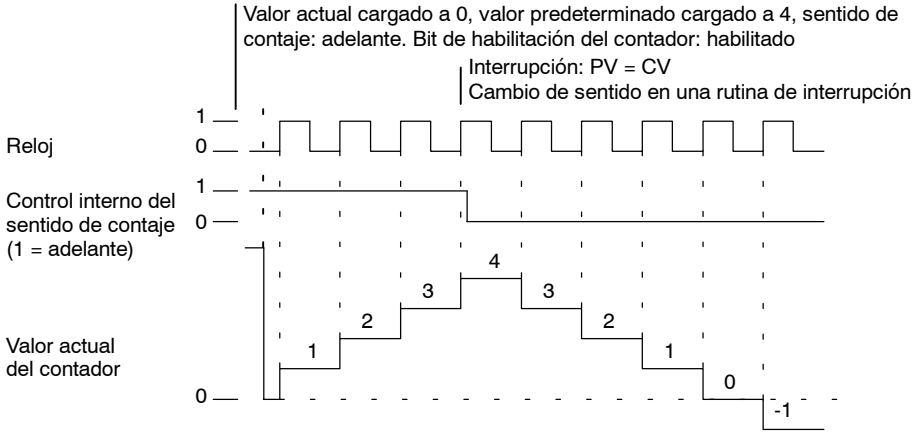 Valor actual cargado a 0, valor predeterminado cargado a 4, sentido de
contaje: adelante. Bit de habilitación del contador: habilitado
Interrupción: PV = CV
Cambio de sentido en una rutina de interrupción
1
Reloj
0
1
Control interno del
sentido de contaje
(1 = adelante)
0
4
3
3
2
2
Valor actual
del contador
1
1
0
0
-1